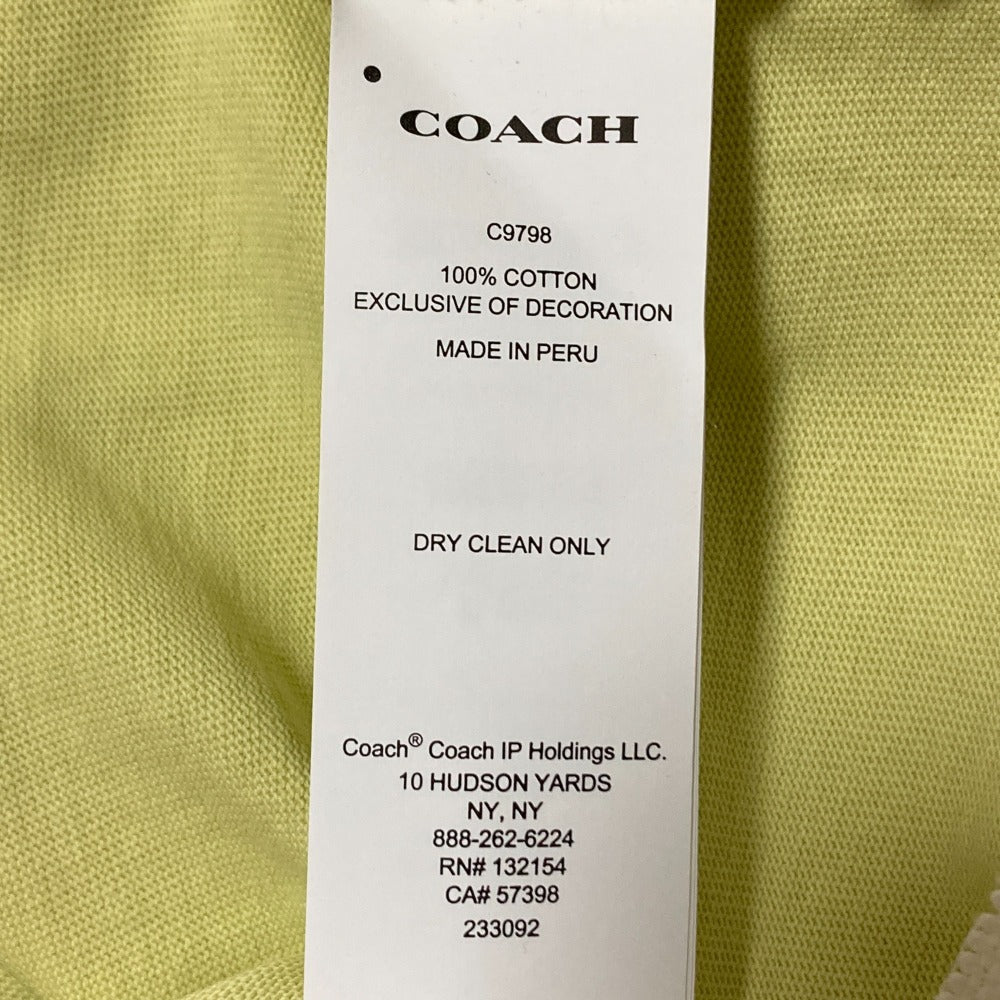 COACH
C9798
100% COTTON
EXCLUSIVE OF DECORATION
MADE IN PERU
DRY CLEAN ONLY
Coach® Coach IP Holdings LLC.
10 HUDSON YARDS
NY, NY
888-262-6224
RN# 132154
CA# 57398
233092